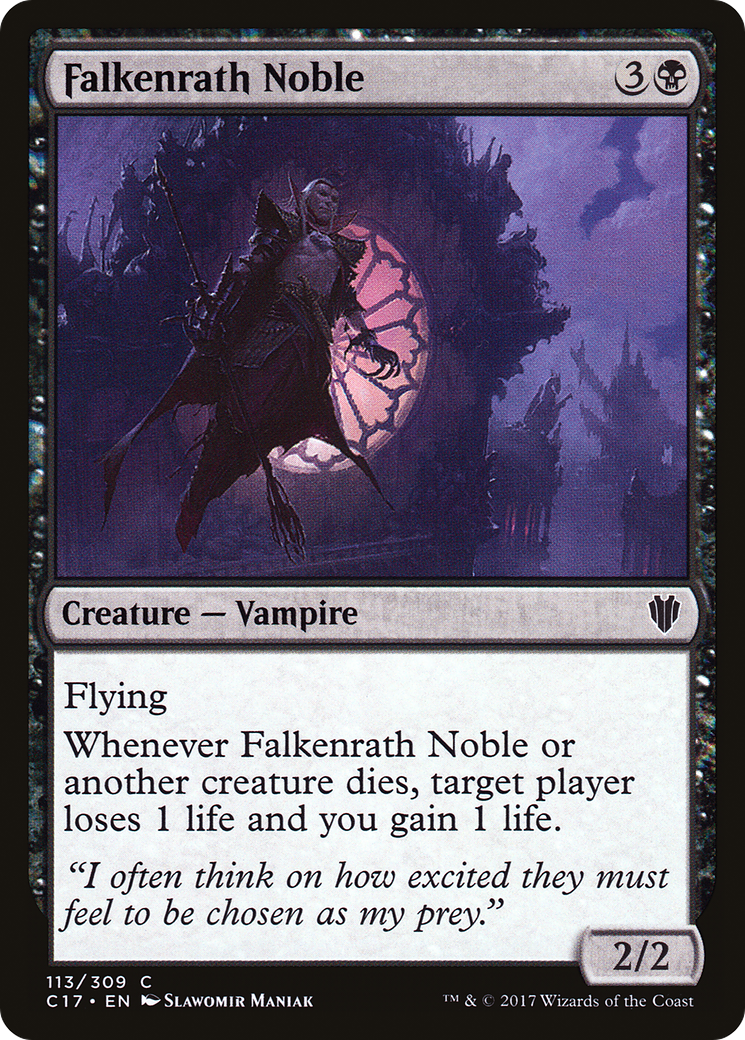 Falkenrath Noble 3
Creature — Vampire
Flying
Whenever Falkenrath Noble or
another creature dies, target player
loses 1 life and you gain 1 life.
“I often think on how excited they must
feel to be chosen as my prey.”
2/2
113/309 C
C17 • EN Slawomir Maniak
™ & © 2017 Wizards of the Coast